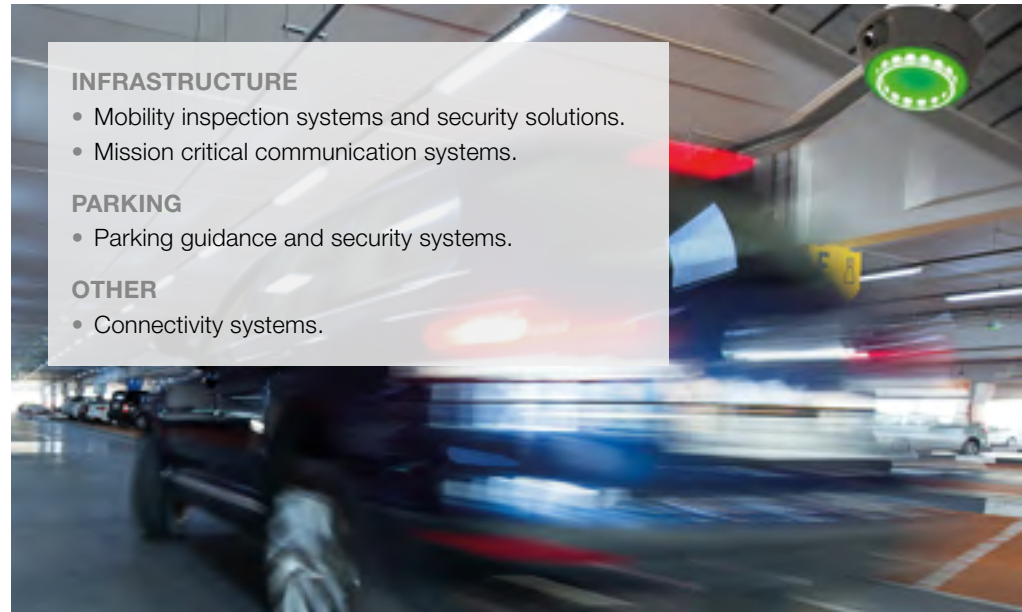 INFRASTRUCTURE
• Mobility inspection systems and security solutions.
• Mission critical communication systems.
PARKING
• Parking guidance and security systems.
OTHER
• Connectivity systems.